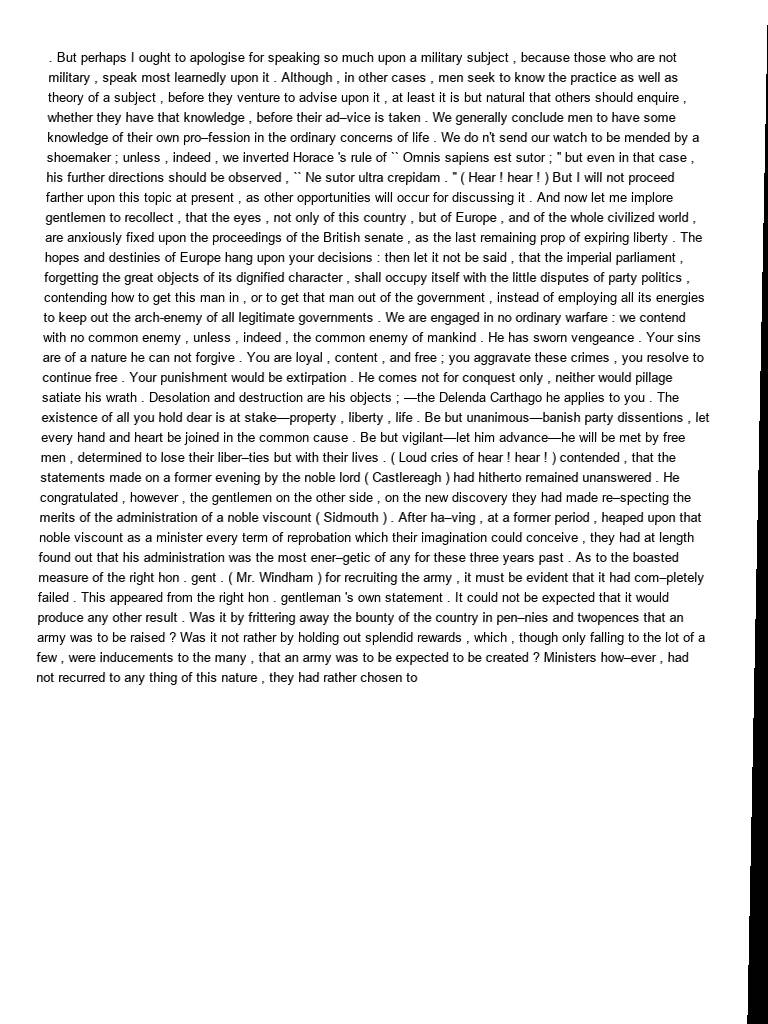 . But perhaps I ought to apologise for speaking so much upon a military subject , because those who are not
military , speak most learnedly upon it . Although , in other cases , men seek to know the practice as well as
theory of a subject , before they venture to advise upon it , at least it is but natural that others should enquire ,
whether they have that knowledge , before their ad–vice is taken . We generally conclude men to have some
knowledge of their own pro–fession in the ordinary concerns of life . We do n't send our watch to be mended by a
shoemaker ; unless , indeed , we inverted Horace 's rule of `` Omnis sapiens est sutor ; " but even in that case ,
his further directions should be observed , `` Ne sutor ultra crepidam . " ( Hear ! hear ! ) But I will not proceed
farther upon this topic at present , as other opportunities will occur for discussing it . And now let me implore
gentlemen to recollect , that the eyes , not only of this country , but of Europe , and of the whole civilized world ,
are anxiously fixed upon the proceedings of the British senate , as the last remaining prop of expiring liberty . The
hopes and destinies of Europe hang upon your decisions : then let it not be said , that the imperial parliament ,
forgetting the great objects of its dignified character , shall occupy itself with the little disputes of party politics ,
contending how to get this man in , or to get that man out of the government , instead of employing all its energies
to keep out the arch-enemy of all legitimate governments . We are engaged in no ordinary warfare : we contend
with no common enemy , unless , indeed , the common enemy of mankind . He has sworn vengeance . Your sins
are of a nature he can not forgive . You are loyal , content , and free ; you aggravate these crimes , you resolve to
continue free . Your punishment would be extirpation . He comes not for conquest only , neither would pillage
satiate his wrath . Desolation and destruction are his objects ; —the Delenda Carthago he applies to you . The
existence of all you hold dear is at stake—property , liberty , life . Be but unanimous—banish party dissentions , let
every hand and heart be joined in the common cause . Be but vigilant—let him advance—he will be met by free
men , determined to lose their liber–ties but with their lives . ( Loud cries of hear ! hear ! ) contended , that the
statements made on a former evening by the noble lord ( Castlereagh ) had hitherto remained unanswered . He
congratulated , however , the gentlemen on the other side , on the new discovery they had made re–specting the
merits of the administration of a noble viscount ( Sidmouth ) . After ha–ving , at a former period , heaped upon that
noble viscount as a minister every term of reprobation which their imagination could conceive , they had at length
found out that his administration was the most ener–getic of any for these three years past . As to the boasted
measure of the right hon . gent . ( Mr. Windham ) for recruiting the army , it must be evident that it had com–pletely
failed . This appeared from the right hon . gentleman 's own statement . It could not be expected that it would
produce any other result . Was it by frittering away the bounty of the country in pen–nies and twopences that an
army was to be raised ? Was it not rather by holding out splendid rewards , which , though only falling to the lot of a
few , were inducements to the many , that an army was to be expected to be created ? Ministers how–ever , had
not recurred to any thing of this nature , they had rather chosen to